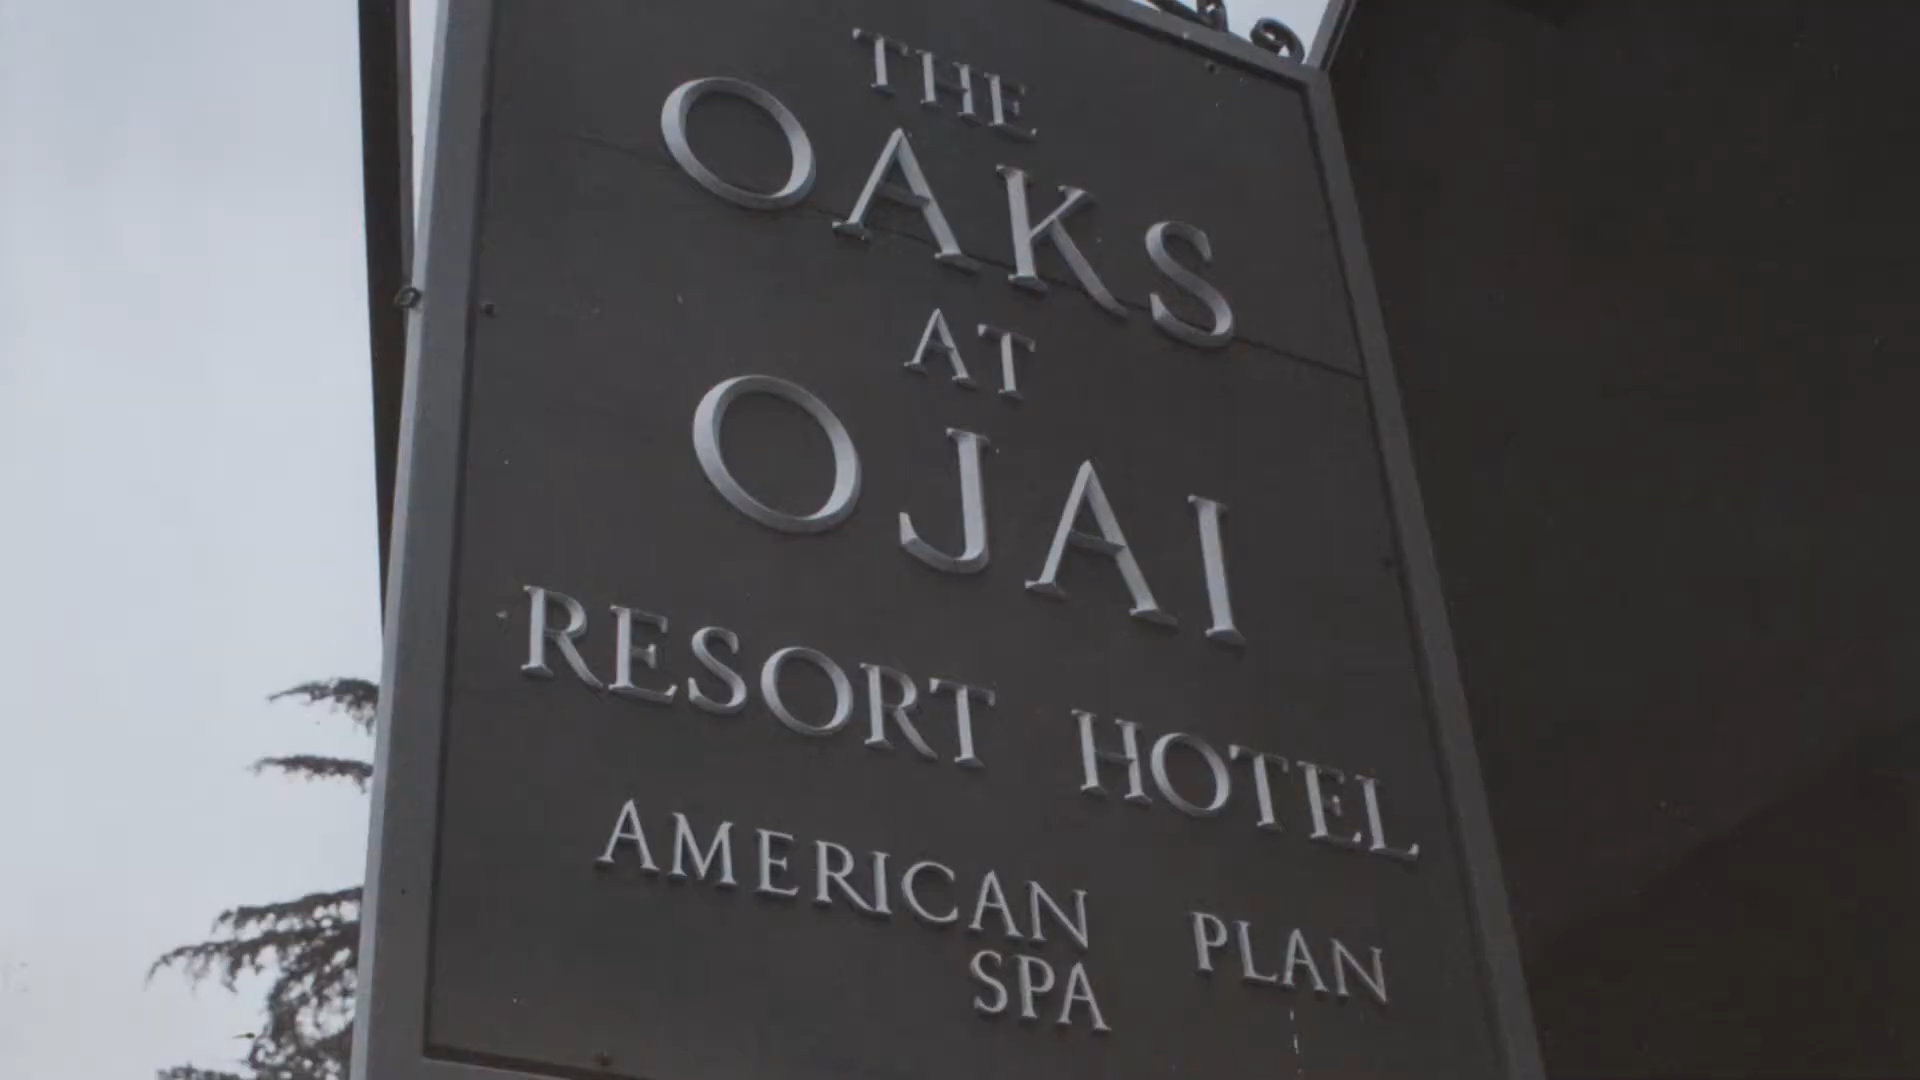 THE
OAKS
AT
OJAI
RESORT HOTEL
AMERICAN PLAN
SPA